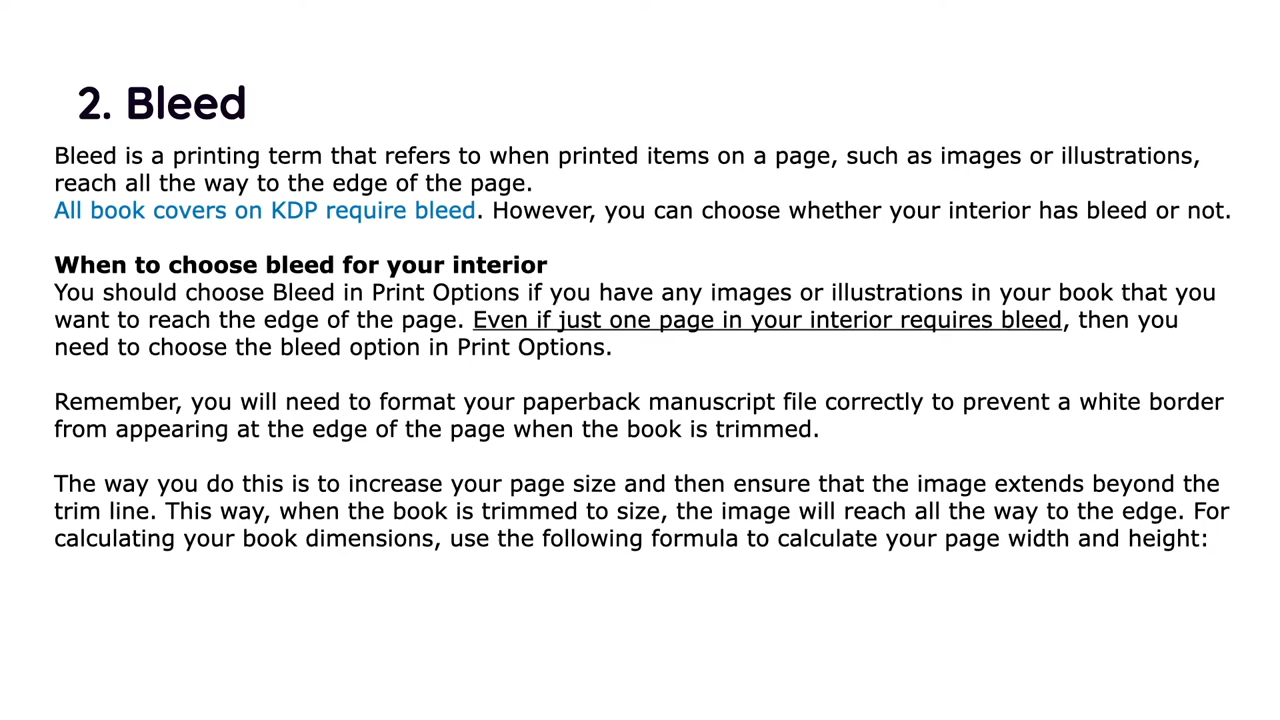 2. Bleed
Bleed is a printing term that refers to when printed items on a page, such as images or illustrations,
reach all the way to the edge of the page.
All book covers on KDP require bleed. However, you can choose whether your interior has bleed or not.
When to choose bleed for your interior
You should choose Bleed in Print Options if you have any images or illustrations in your book that you
want to reach the edge of the page. Even if just one page in your interior requires bleed, then you
need to choose the bleed option in Print Options.
Remember, you will need to format your paperback manuscript file correctly to prevent a white border
from appearing at the edge of the page when the book is trimmed.
The way you do this is to increase your page size and then ensure that the image extends beyond the
trim line. This way, when the book is trimmed to size, the image will reach all the way to the edge. For
calculating your book dimensions, use the following formula to calculate your page width and height: